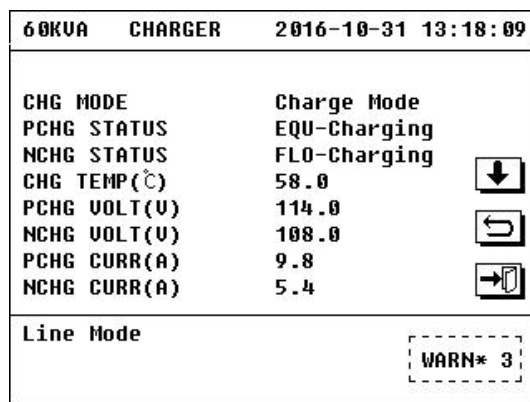 60KVA CHARGER 2016-10-31 13:18:09
CHG MODE Charge Mode
PCHG STATUS EQU-Charging
NCHG STATUS FLO-Charging
CHG TEMP(℃) 58.0
PCHG VOLT(V) 114.0
NCHG VOLT(V) 108.0
PCHG CURR(A) 9.8
NCHG CURR(A) 5.4
Line Mode
WARN* 3